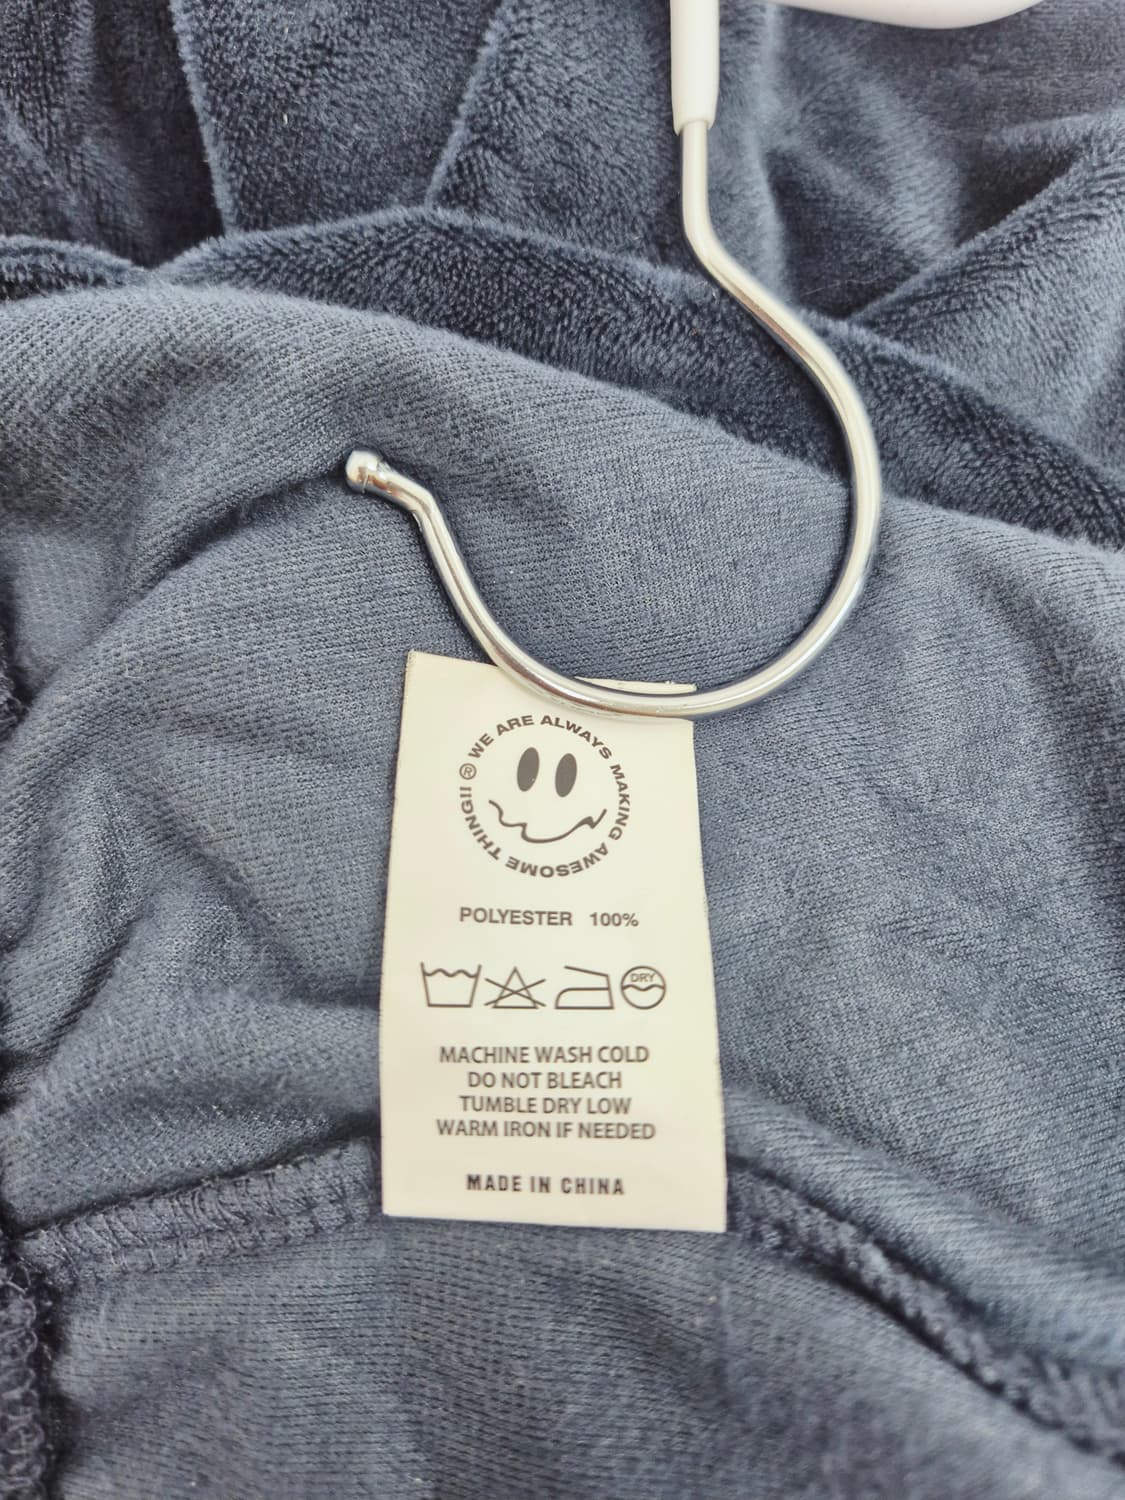 ® WE ARE ALWAYS MAKING AWESOME THING!!
POLYESTER 100%
DRY
MACHINE WASH COLD
DO NOT BLEACH
TUMBLE DRY LOW
WARM IRON IF NEEDED
MADE IN CHINA